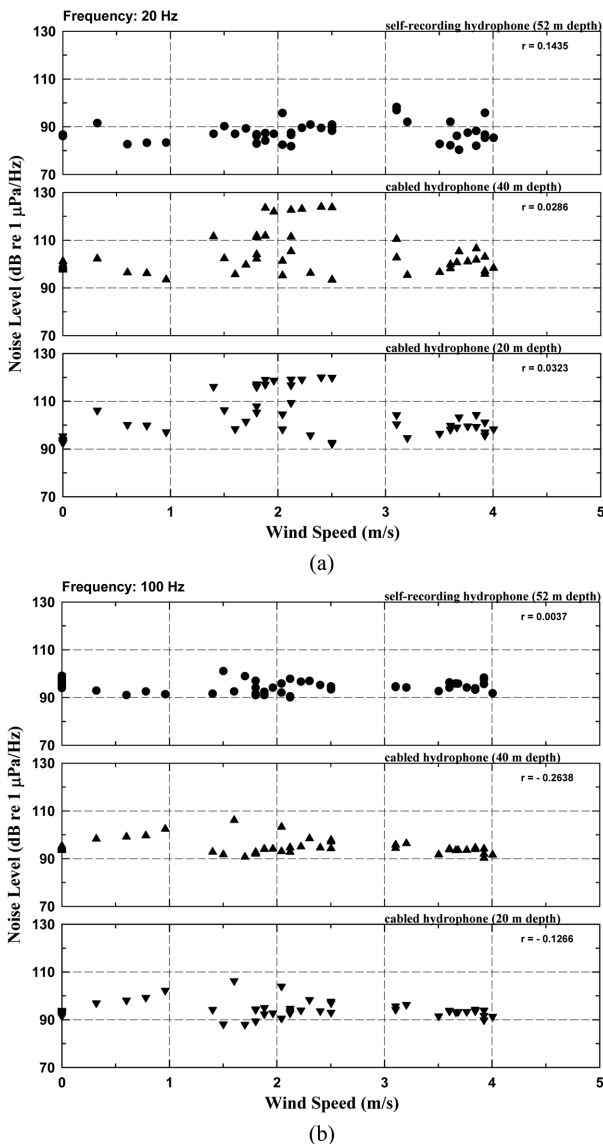 Frequency: 20 Hz
self-recording hydrophone (52 m depth)
r = 0.1435
130
110
90
70
cabled hydrophone (40 m depth)
r = 0.0286
130
110
90
70
cabled hydrophone (20 m depth)
r = 0.0323
130
110
90
70
Noise Level (dB re 1 μPa/Hz)
0 1 2 3 4 5
Wind Speed (m/s)
(a)
Frequency: 100 Hz
self-recording hydrophone (52 m depth)
r = 0.0037
130
110
90
70
cabled hydrophone (40 m depth)
r = - 0.2638
130
110
90
70
cabled hydrophone (20 m depth)
r = - 0.1266
130
110
90
70
Noise Level (dB re 1 μPa/Hz)
0 1 2 3 4 5
Wind Speed (m/s)
(b)